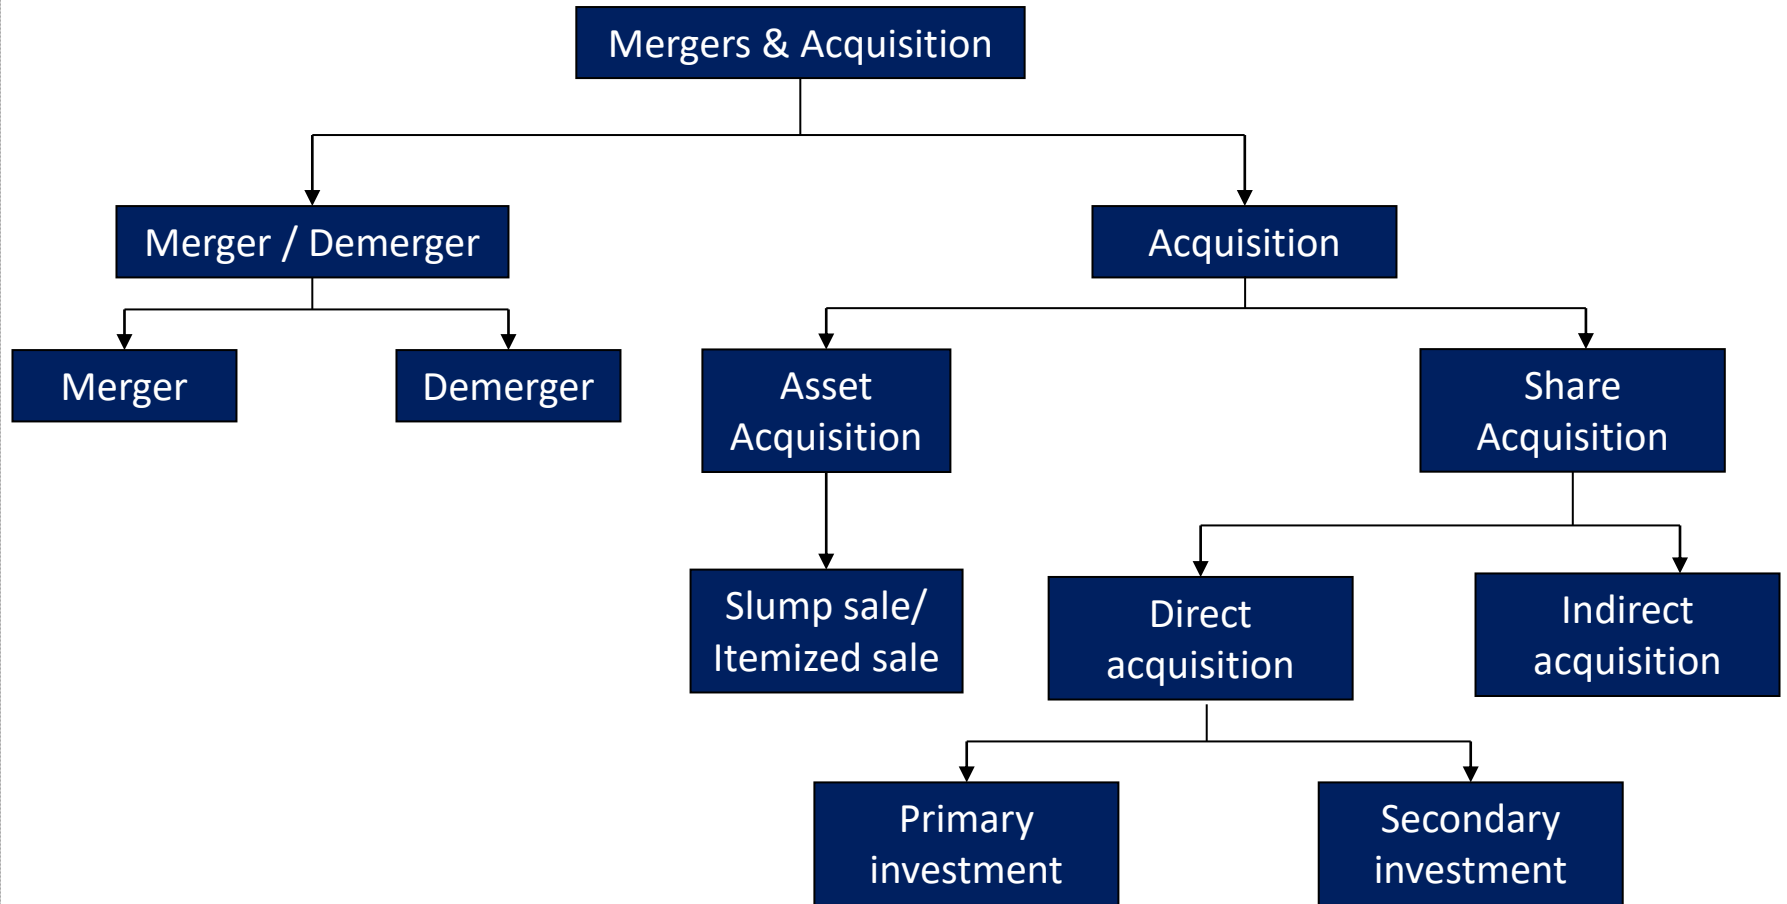 Mergers & Acquisition
Merger / Demerger
Acquisition
Merger
Demerger
Asset
Acquisition
Share
Acquisition
Slump sale/
Itemized sale
Direct
acquisition
Indirect
acquisition
Primary
investment
Secondary
investment